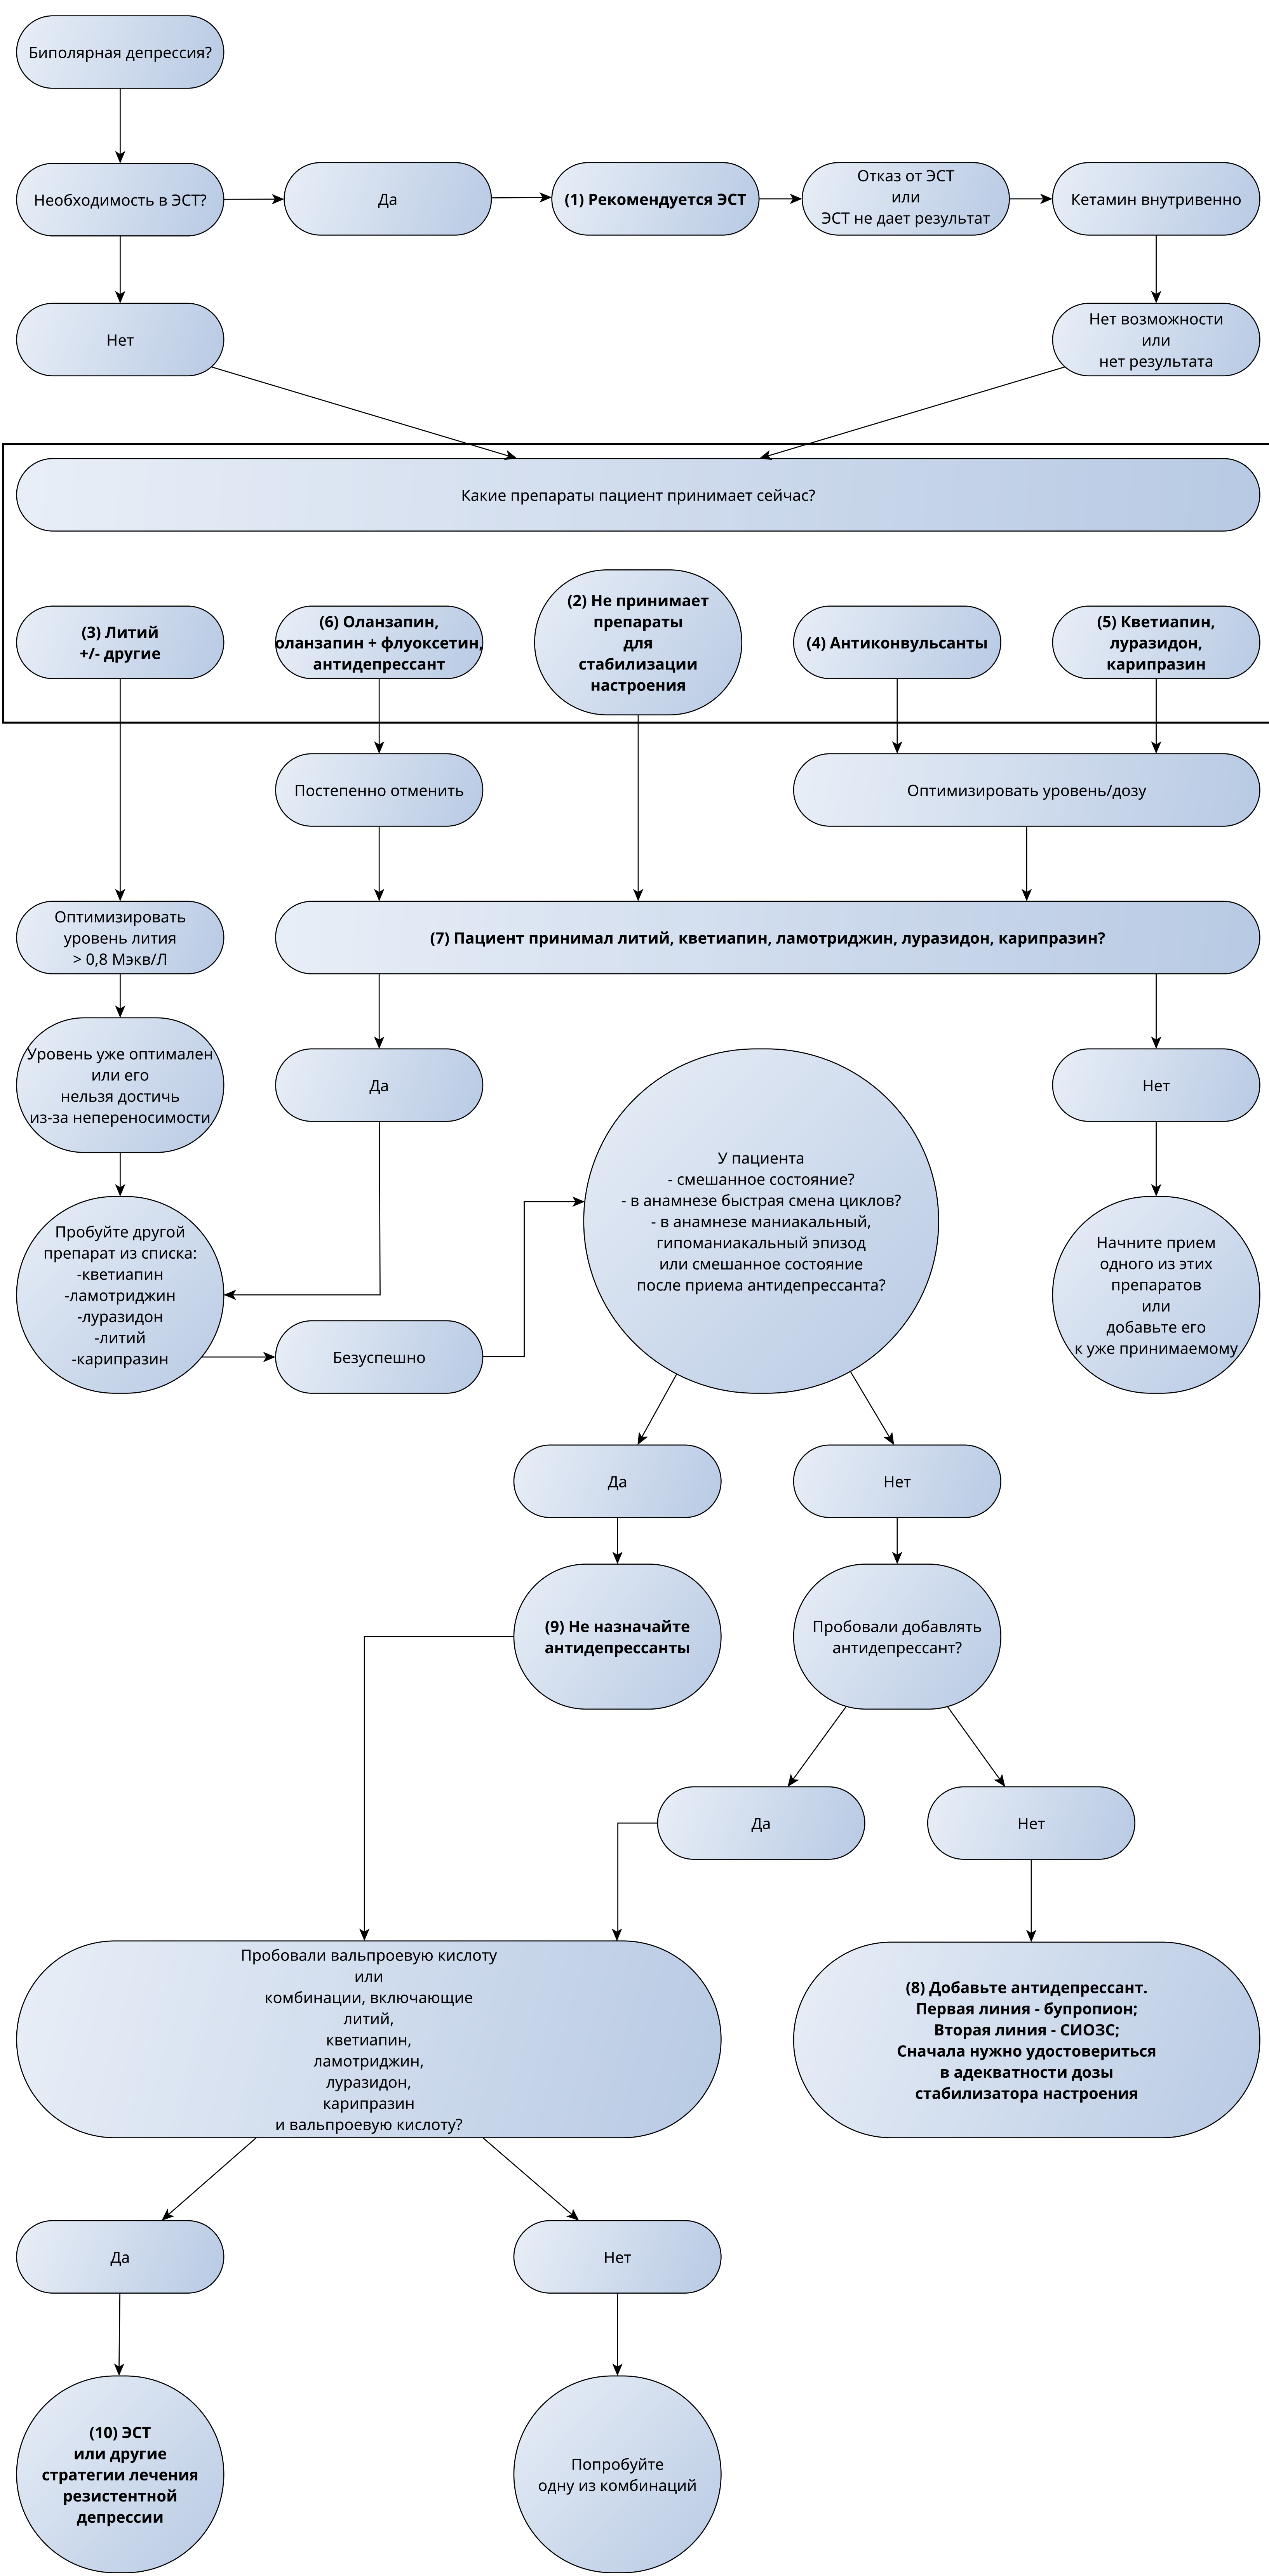 Биполярная депрессия?
Необходимость в ЭСТ?
Да
(1) Рекомендуется ЭСТ
Отказ от ЭСТ
или
ЭСТ не дает результат
Кетамин внутривенно
Нет
Нет возможности
или
нет результата
Какие препараты пациент принимает сейчас?
(3) Литий
+/- другие
(6) Оланзапин,
оланзапин + флуоксетин,
антидепрессант
(2) Не принимает
препараты
для
стабилизации
настроения
(4) Антиконвульсанты
(5) Кветиапин,
луразидон,
карипразин
Постепенно отменить
Оптимизировать уровень/дозу
Оптимизировать
уровень лития
> 0,8 Мэкв/Л
(7) Пациент принимал литий, кветиапин, ламотриджин, луразидон, карипразин?
Уровень уже оптимален
или его
нельзя достичь
из-за непереносимости
Да
У пациента
- смешанное состояние?
- в анамнезе быстрая смена циклов?
- в анамнезе маниакальный,
гипоманиакальный эпизод
или смешанное состояние
после приема антидепрессанта?
Нет
Пробуйте другой
препарат из списка:
-кветиапин
-ламотриджин
-луразидон
-литий
-карипразин
Начните прием
одного из этих
препаратов
или
добавьте его
к уже принимаемому
Безуспешно
Да
Нет
(9) Не назначайте
антидепрессанты
Пробовали добавлять
антидепрессант?
Да
Нет
Пробовали вальпроевую кислоту
или
комбинации, включающие
литий,
кветиапин,
ламотриджин,
луразидон,
карипразин
и вальпроевую кислоту?
(8) Добавьте антидепрессант.
Первая линия - бупропион;
Вторая линия - СИОЗС;
Сначала нужно удостовериться
в адекватности дозы
стабилизатора настроения
Да
Нет
(10) ЭСТ
или другие
стратегии лечения
резистентной
депрессии
Попробуйте
одну из комбинаций